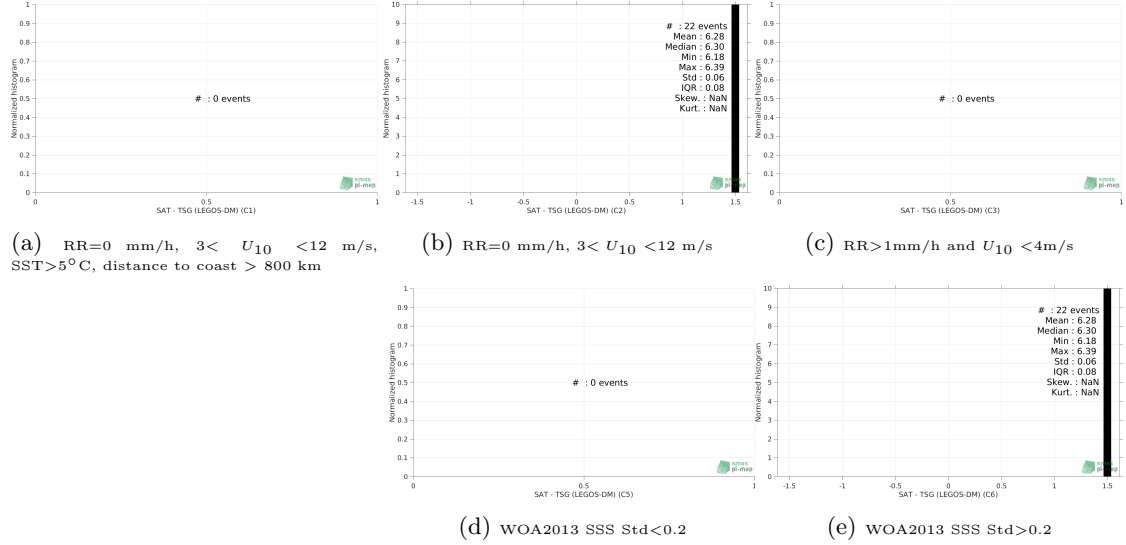 1
0.9
0.8
0.7
0.6
0.5
0.4
0.3
0.2
0.1
0
Normalized histogram
# : 0 events
0 0.5 1
SAT - TSG (LEGOS-DM) (C1)
smos
pi-mep
(a) RR=0 mm/h, 3< U10 <12 m/s,
SST>5°C, distance to coast > 800 km
10
9
8
7
6
5
4
3
2
1
0
Normalized histogram
# : 22 events
Mean : 6.28
Median : 6.30
Min : 6.18
Max : 6.39
Std : 0.06
IQR : 0.08
Skew. : NaN
Kurt. : NaN
-1.5 -1 -0.5 0 0.5 1 1.5
SAT - TSG (LEGOS-DM) (C2)
smos
pi-mep
(b) RR=0 mm/h, 3< U10 <12 m/s
1
0.9
0.8
0.7
0.6
0.5
0.4
0.3
0.2
0.1
0
Normalized histogram
# : 0 events
0 0.5 1
SAT - TSG (LEGOS-DM) (C3)
smos
pi-mep
(c) RR>1mm/h and U10 <4m/s
1
0.9
0.8
0.7
0.6
0.5
0.4
0.3
0.2
0.1
0
Normalized histogram
# : 0 events
0 0.5 1
SAT - TSG (LEGOS-DM) (C5)
smos
pi-mep
(d) WOA2013 SSS Std<0.2
10
9
8
7
6
5
4
3
2
1
0
Normalized histogram
# : 22 events
Mean : 6.28
Median : 6.30
Min : 6.18
Max : 6.39
Std : 0.06
IQR : 0.08
Skew. : NaN
Kurt. : NaN
-1.5 -1 -0.5 0 0.5 1 1.5
SAT - TSG (LEGOS-DM) (C6)
smos
pi-mep
(e) WOA2013 SSS Std>0.2